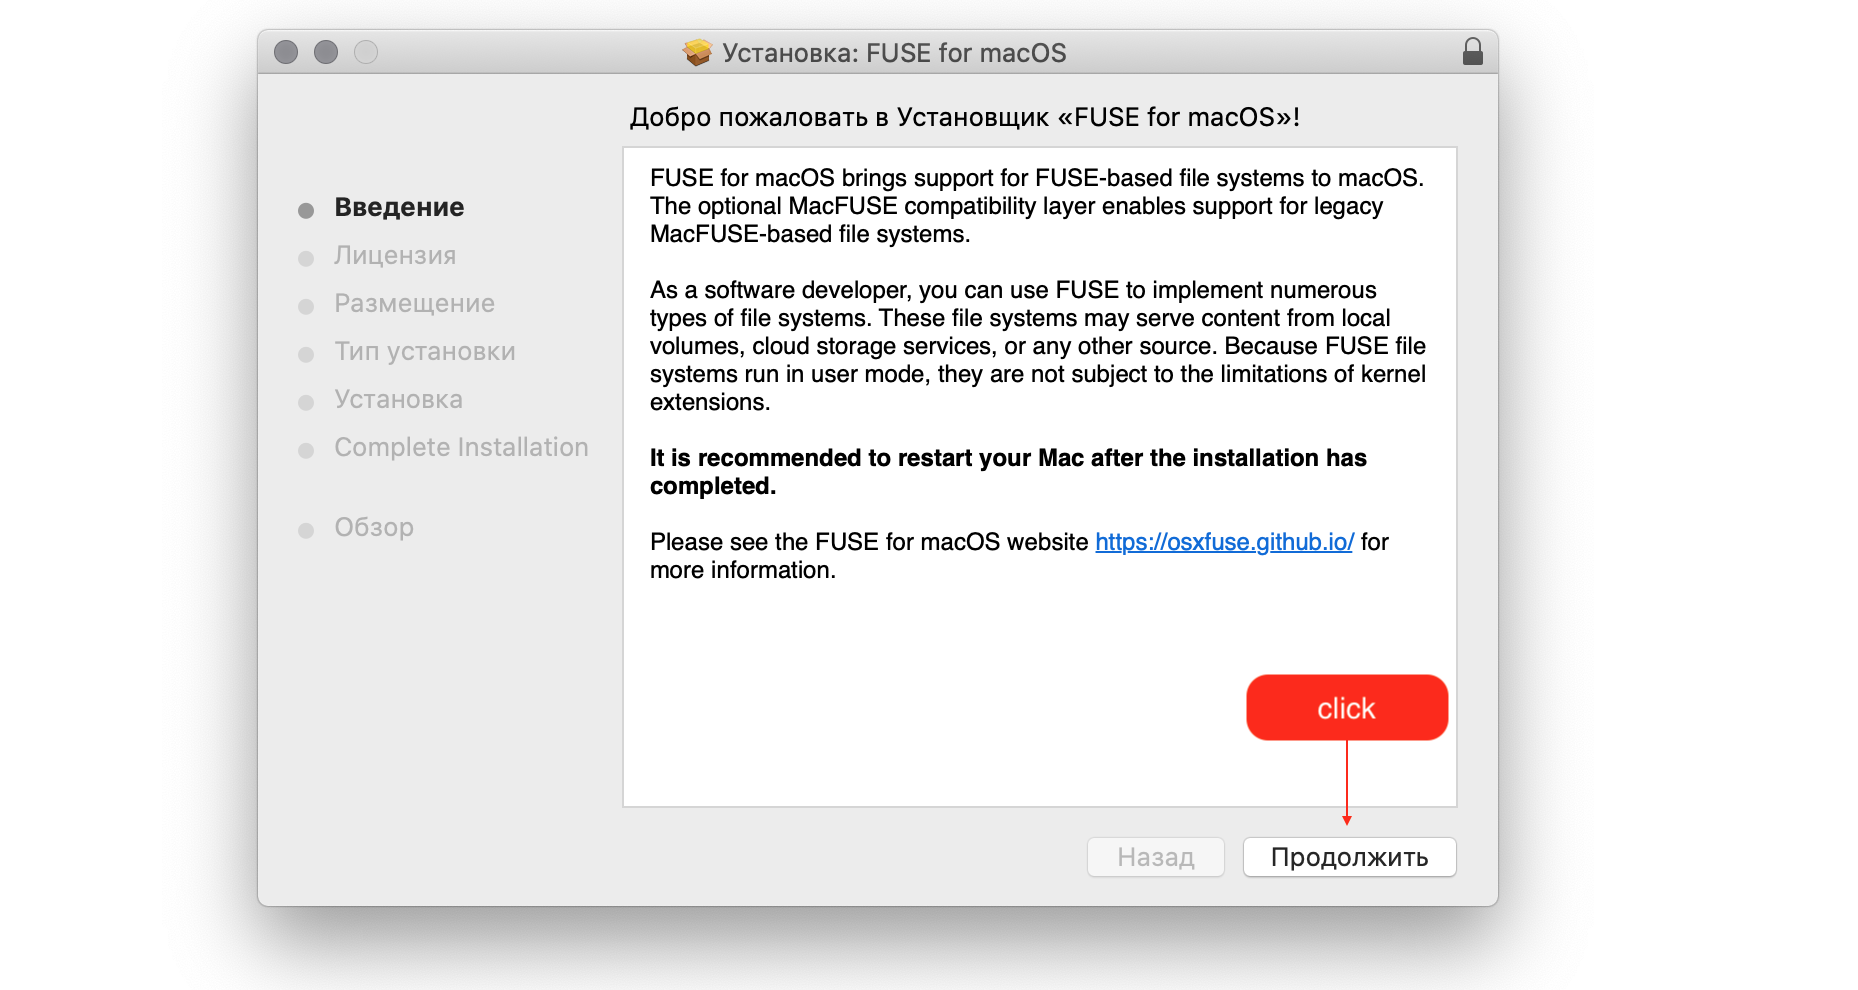 Установка: FUSE for macOS
Добро пожаловать в Установщик «FUSE for macOS»!
Введение
Лицензия
Размещение
Тип установки
Установка
Complete Installation
Обзор
FUSE for macOS brings support for FUSE-based file systems to macOS.
The optional MacFUSE compatibility layer enables support for legacy
MacFUSE-based file systems.
As a software developer, you can use FUSE to implement numerous
types of file systems. These file systems may serve content from local
volumes, cloud storage services, or any other source. Because FUSE file
systems run in user mode, they are not subject to the limitations of kernel
extensions.
It is recommended to restart your Mac after the installation has
completed.
Please see the FUSE for macOS website https://osxfuse.github.io/ for
more information.
click
Назад
Продолжить